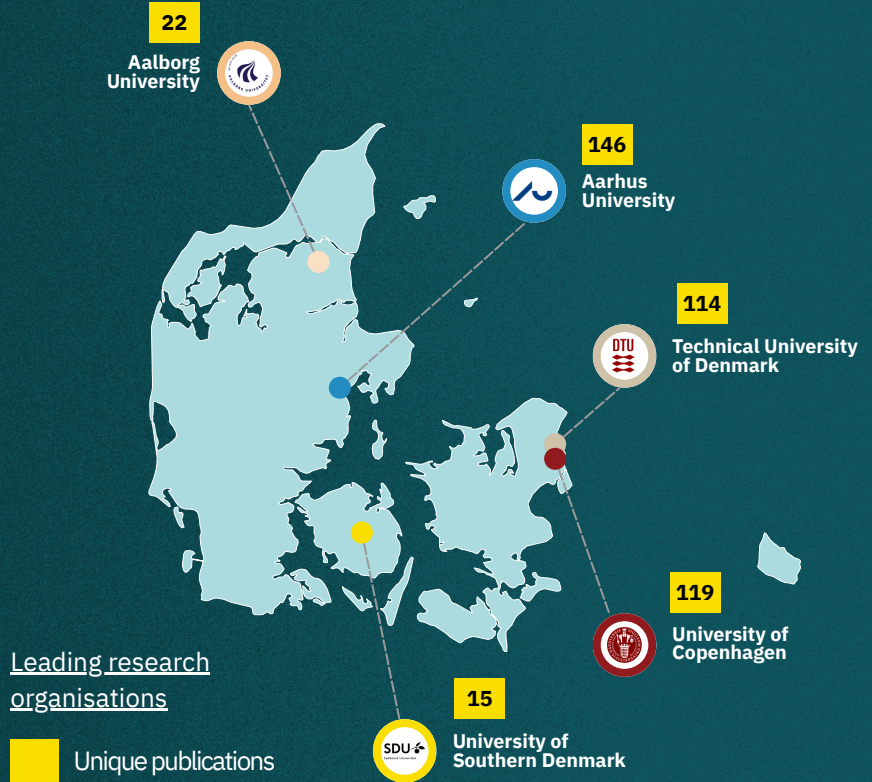 22
Aalborg
University
146
Aarhus
University
114
DTU
Technical University
of Denmark
119
University of
Copenhagen
Leading research
organisations
15
SDU
University of
Southern Denmark
Unique publications